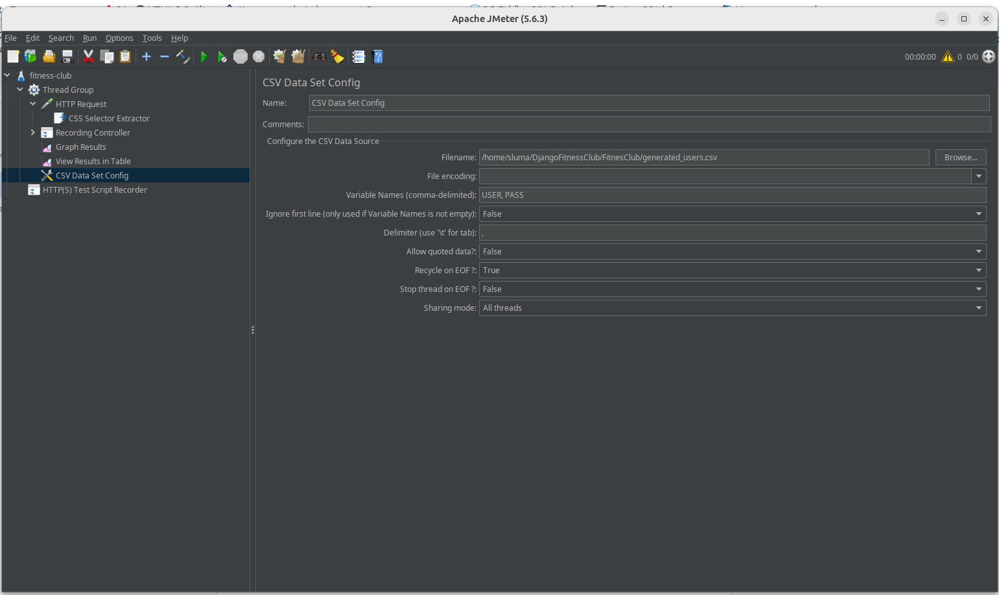 Apache JMeter (5.6.3)
File Edit Search Run Options Tools Help
00:00:00 0 0/0
fitness-club
Thread Group
HTTP Request
CSS Selector Extractor
Recording Controller
Graph Results
View Results in Table
CSV Data Set Config
HTTP(S) Test Script Recorder
CSV Data Set Config
Name: CSV Data Set Config
Comments:
Configure the CSV Data Source
Filename: /home/sluma/DjangoFitnessClub/FitnesClub/generated_users.csv Browse...
File encoding:
Variable Names (comma-delimited): USER, PASS
Ignore first line (only used if Variable Names is not empty): False
Delimiter (use '\t' for tab): ,
Allow quoted data?: False
Recycle on EOF ?: True
Stop thread on EOF ?: False
Sharing mode: All threads